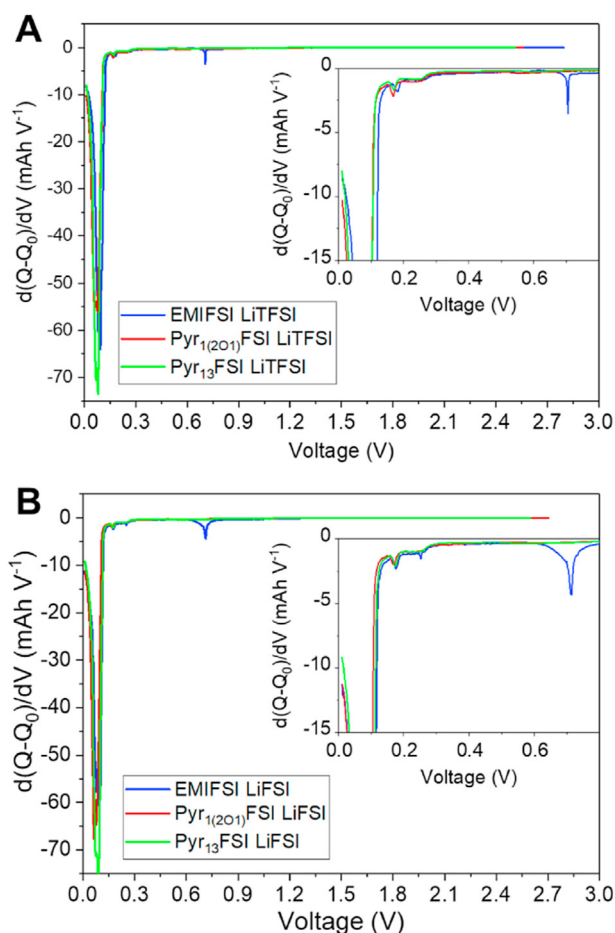 A
d(Q-Q₀)/dV (mAh V⁻¹)
0
-10
-20
-30
-40
-50
-60
-70
0.0 0.3 0.6 0.9 1.2 1.5 1.8 2.1 2.4 2.7 3.0
Voltage (V)
EMIFSI LiTFSI
Pyr₁₍₂O₁₎FSI LiTFSI
Pyr₁₃FSI LiTFSI
d(Q-Q₀)/dV (mAh V⁻¹)
0
-5
-10
-15
0.0 0.2 0.4 0.6
Voltage (V)
B
d(Q-Q₀)/dV (mAh V⁻¹)
0
-10
-20
-30
-40
-50
-60
-70
0.0 0.3 0.6 0.9 1.2 1.5 1.8 2.1 2.4 2.7 3.0
Voltage (V)
EMIFSI LiFSI
Pyr₁₍₂O₁₎FSI LiFSI
Pyr₁₃FSI LiFSI
d(Q-Q₀)/dV (mAh V⁻¹)
0
-5
-10
-15
0.0 0.2 0.4 0.6
Voltage (V)